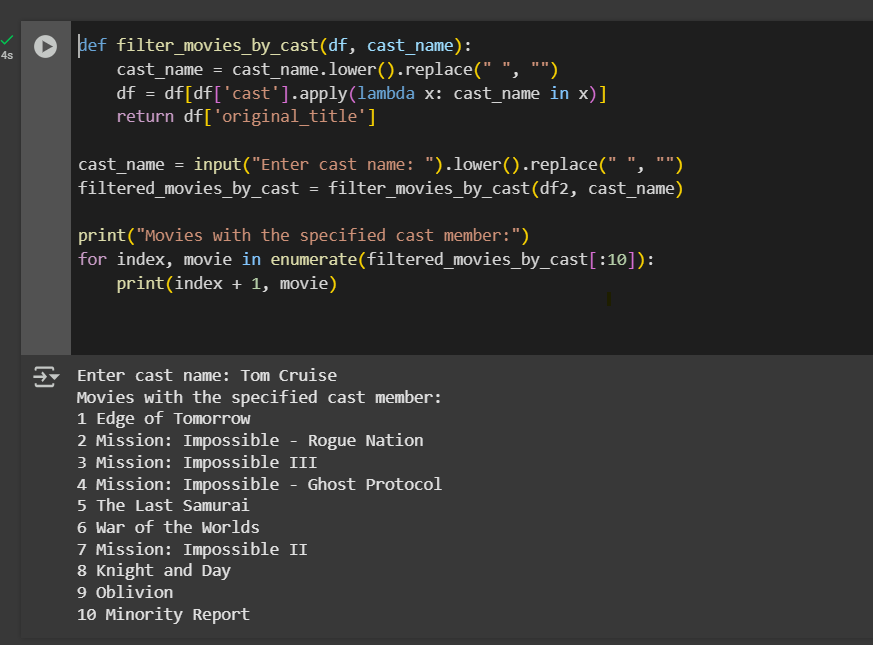 4s
def filter_movies_by_cast(df, cast_name):
    cast_name = cast_name.lower().replace(" ", "")
    df = df[df['cast'].apply(lambda x: cast_name in x)]
    return df['original_title']
cast_name = input("Enter cast name: ").lower().replace(" ", "")
filtered_movies_by_cast = filter_movies_by_cast(df2, cast_name)
print("Movies with the specified cast member:")
for index, movie in enumerate(filtered_movies_by_cast[:10]):
    print(index + 1, movie)
Enter cast name: Tom Cruise
Movies with the specified cast member:
1 Edge of Tomorrow
2 Mission: Impossible - Rogue Nation
3 Mission: Impossible III
4 Mission: Impossible - Ghost Protocol
5 The Last Samurai
6 War of the Worlds
7 Mission: Impossible II
8 Knight and Day
9 Oblivion
10 Minority Report